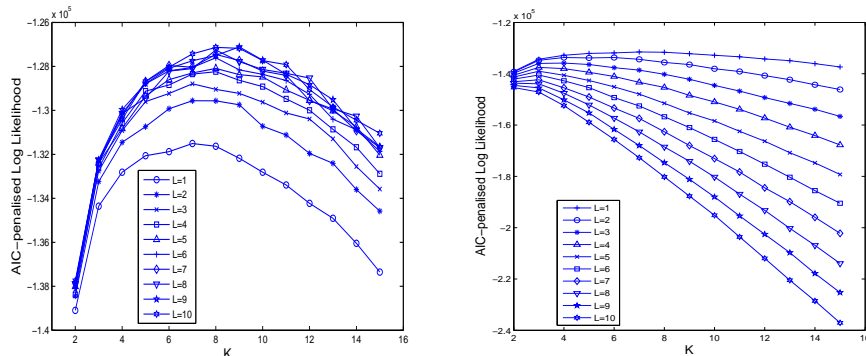 x 10^5
-1.26
-1.28
-1.30
-1.32
-1.34
-1.36
-1.38
-1.4
AIC-penalised Log Likelihood
L=1
L=2
L=3
L=4
L=5
L=6
L=7
L=8
L=9
L=10
2 4 6 8 10 12 14 16
K
x 10^5
-1.2
-1.4
-1.6
-1.8
-2
-2.2
-2.4
AIC-penalised Log Likelihood
L=1
L=2
L=3
L=4
L=5
L=6
L=7
L=8
L=9
L=10
2 4 6 8 10 12 14 16
K